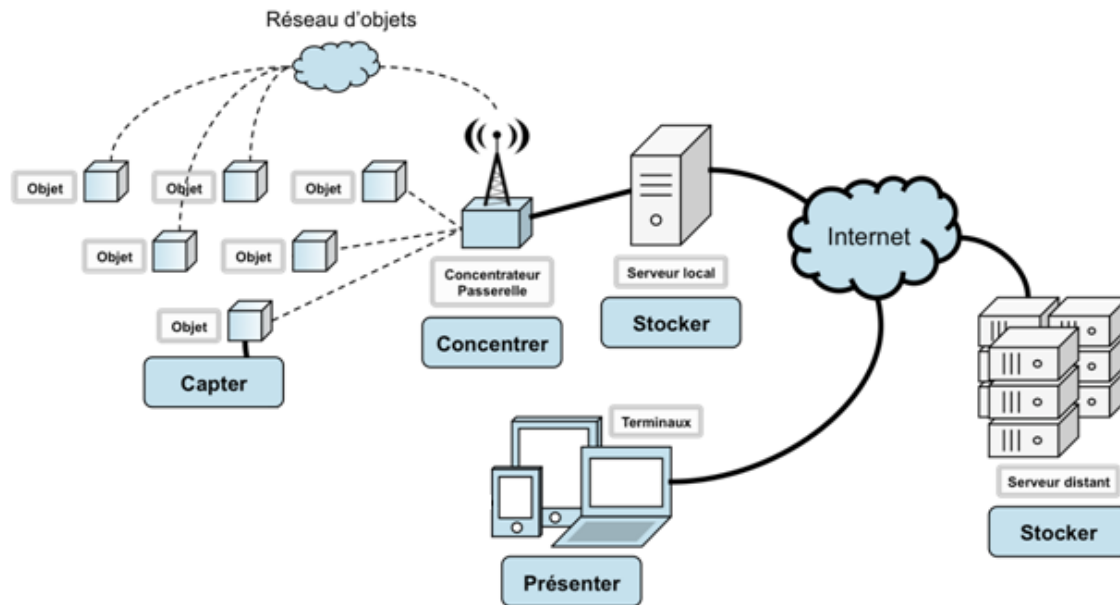 Réseau d'objets
Objet
Objet
Objet
Objet
Objet
Objet
Capter
Concentrateur
Passerelle
Concentrer
Serveur local
Stocker
Internet
Terminaux
Présenter
Serveur distant
Stocker